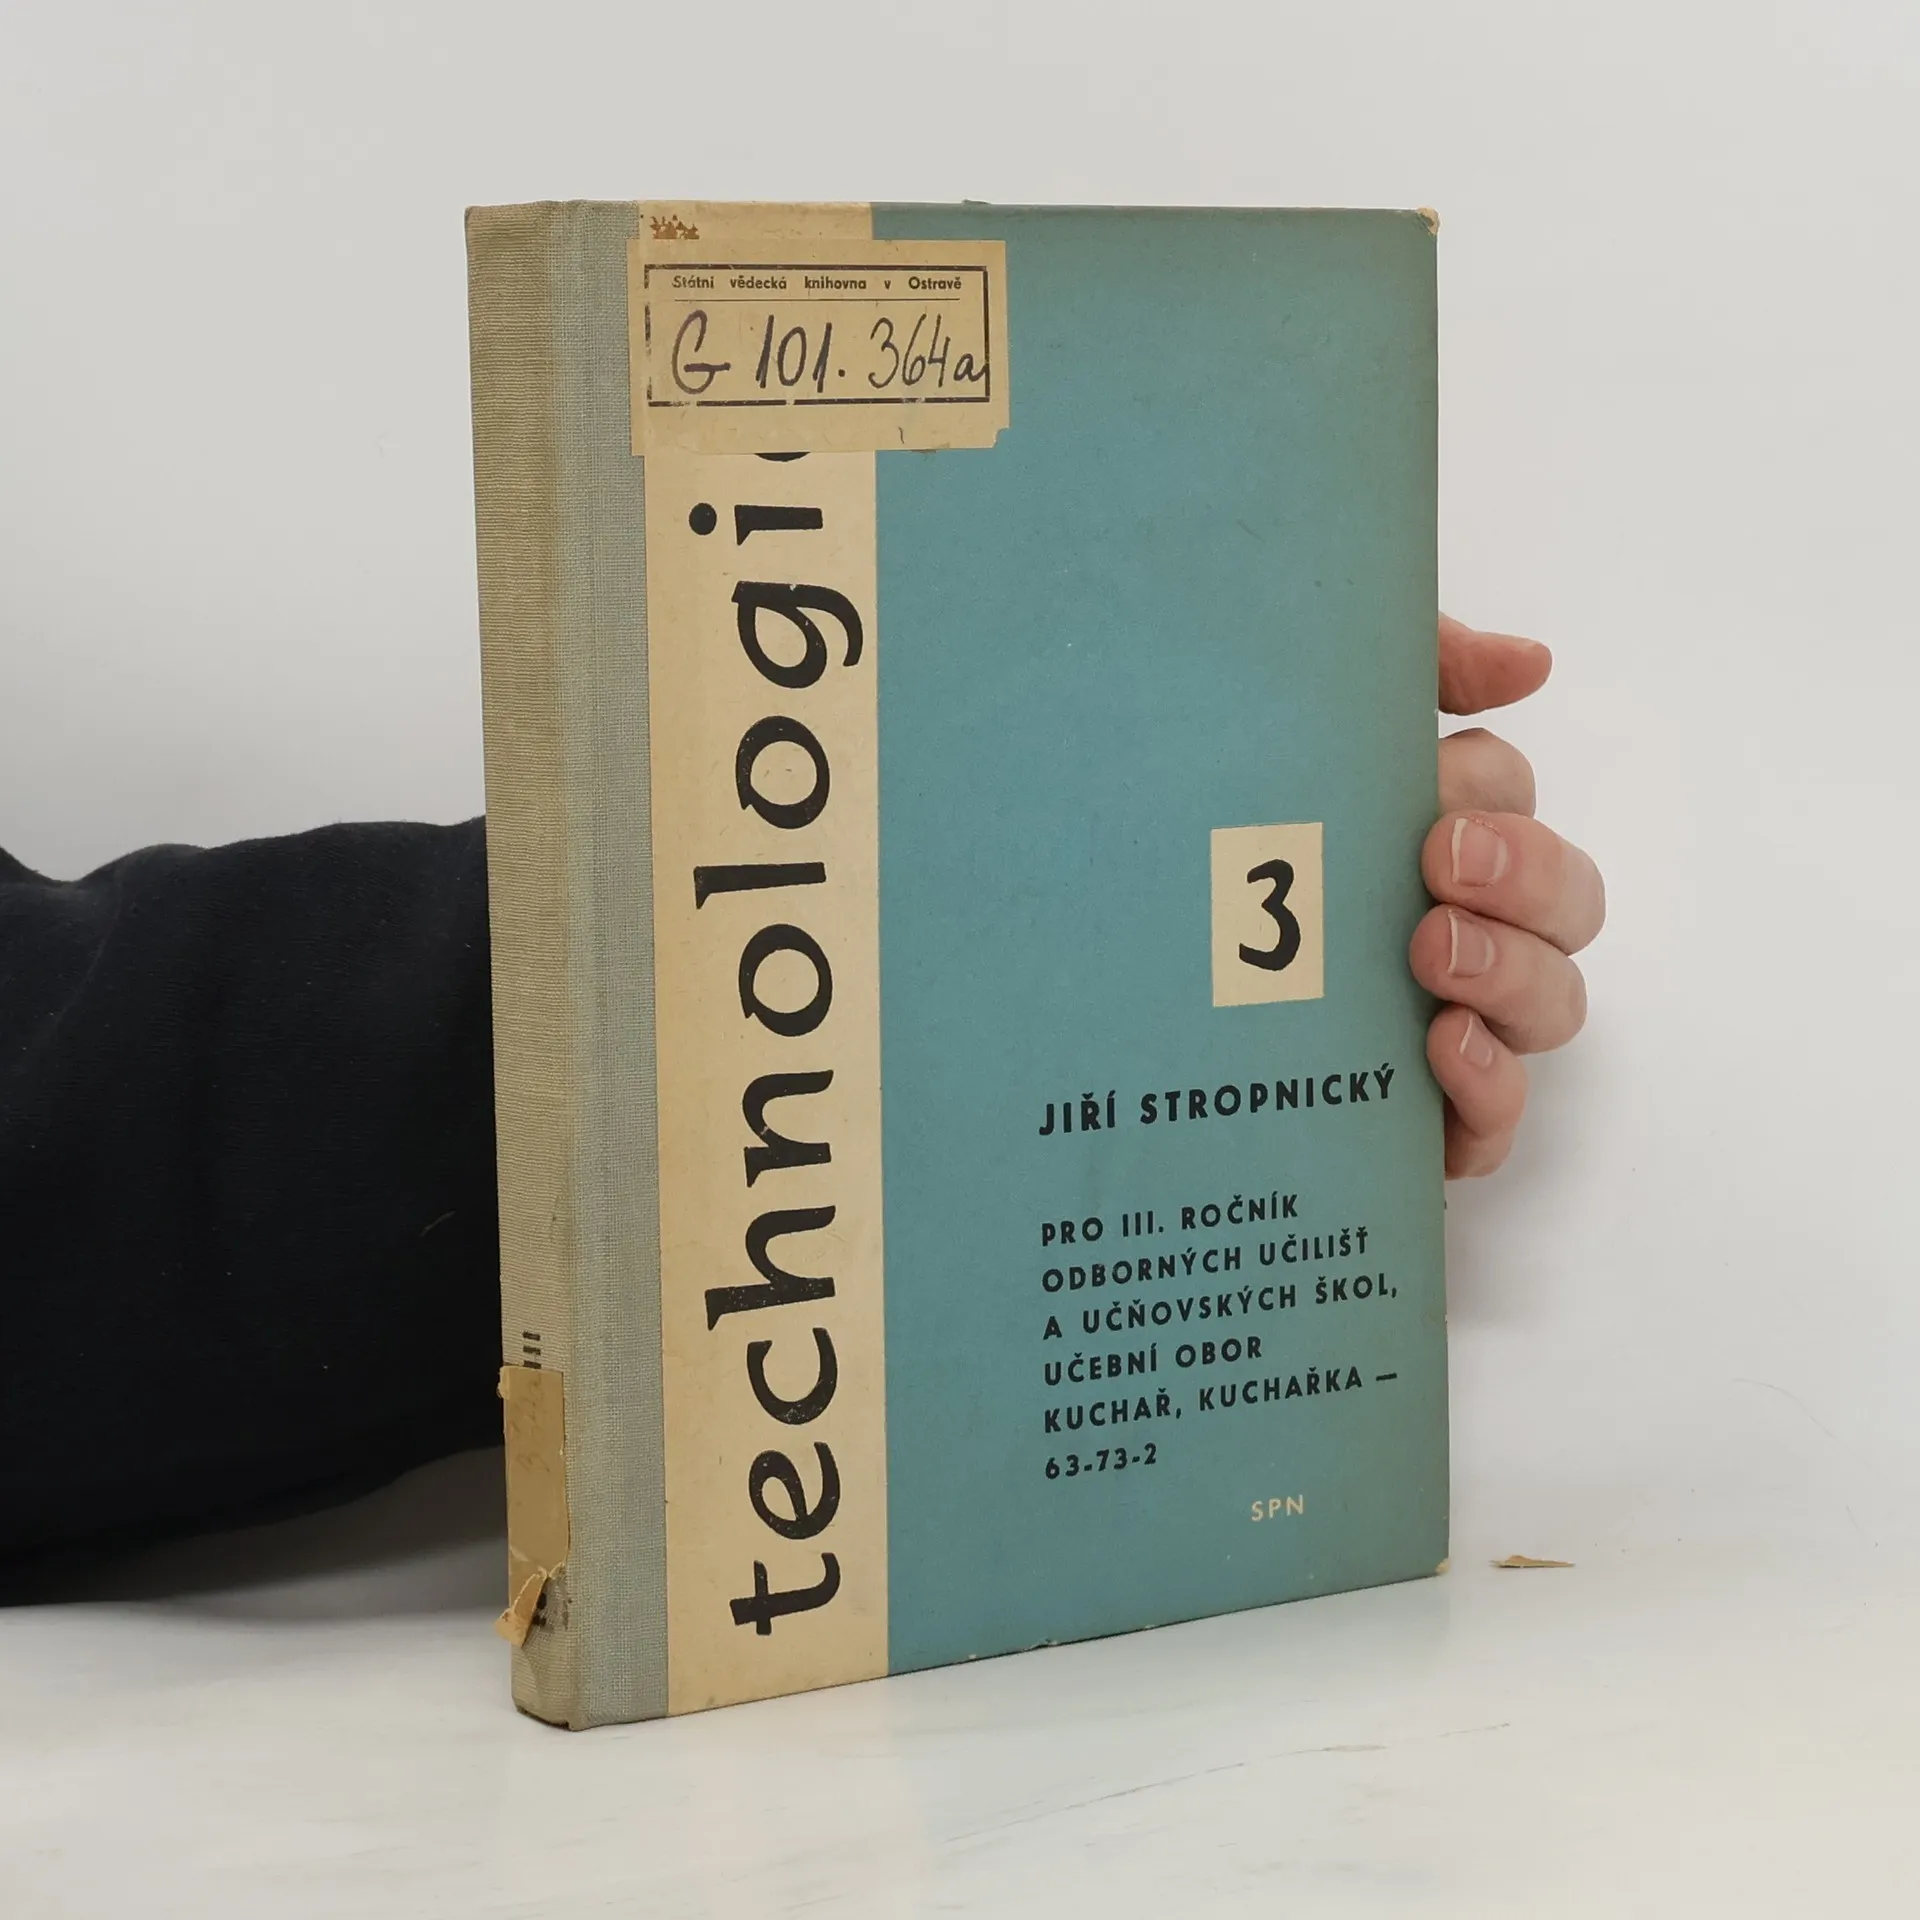 Státní vědecká knihovna v Ostravě
G 101. 364a
technologi
3
JIŘÍ STROPNICKÝ
PRO III. ROČNÍK
ODBORNÝCH UČILIŠŤ
A UČŇOVSKÝCH ŠKOL,
UČEBNÍ OBOR
KUCHAŘ, KUCHAŘKA —
63-73-2
SPN
III